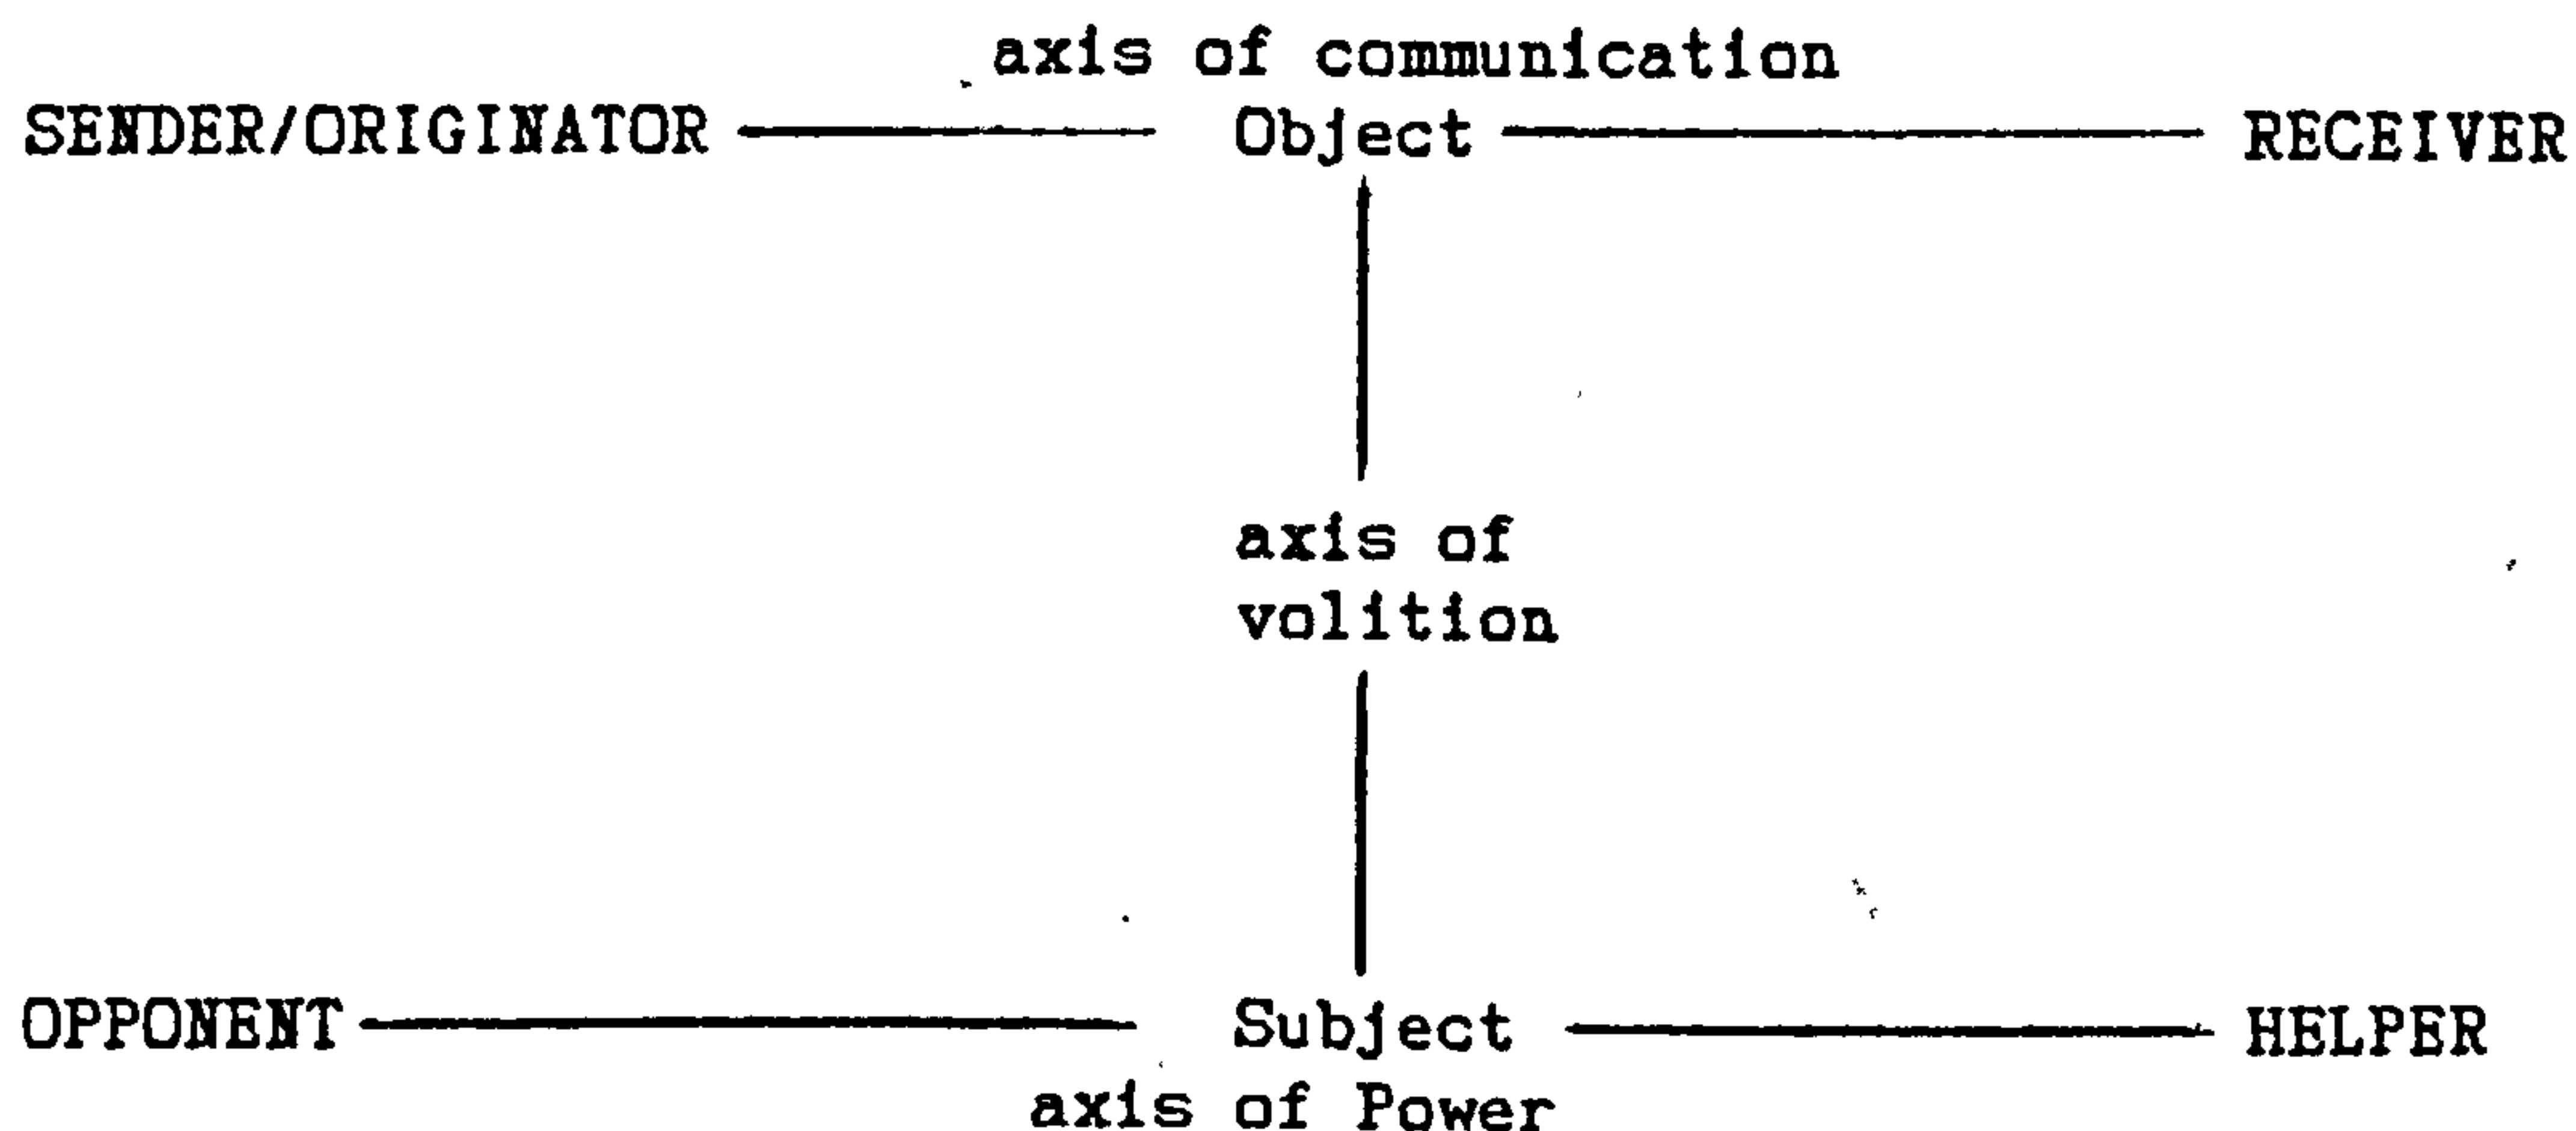 axis of communication
SENDER/ORIGINATOR Object RECEIVER
axis of
volition
OPPONENT Subject HELPER
axis of Power